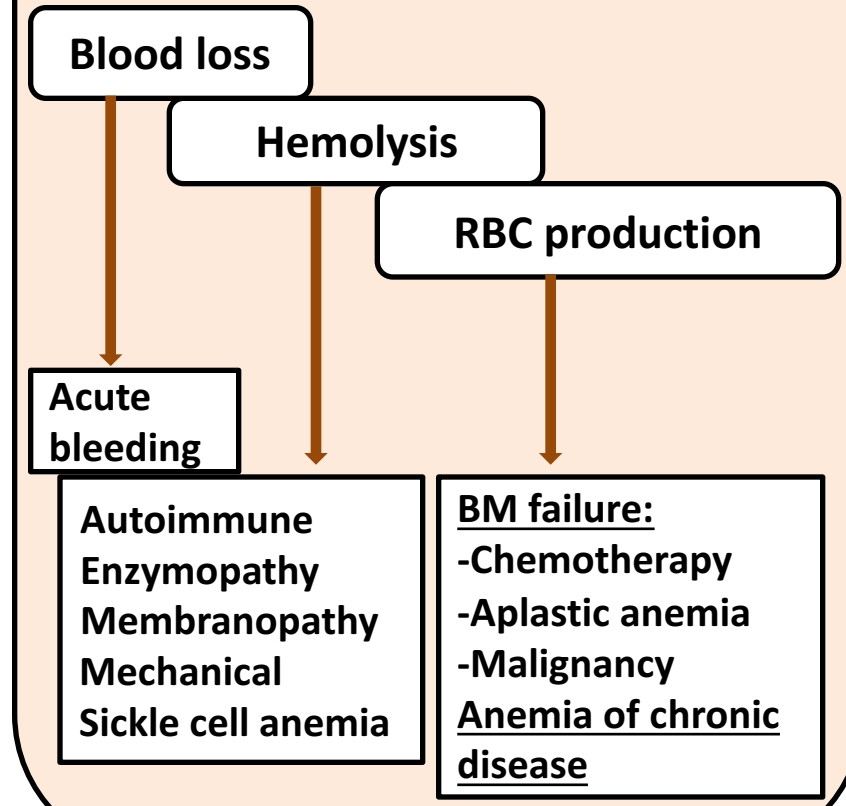 Blood loss
Hemolysis
RBC production
Acute
bleeding
Autoimmune
Enzymopathy
Membranopathy
Mechanical
Sickle cell anemia
BM failure:
-Chemotherapy
-Aplastic anemia
-Malignancy
Anemia of chronic
disease